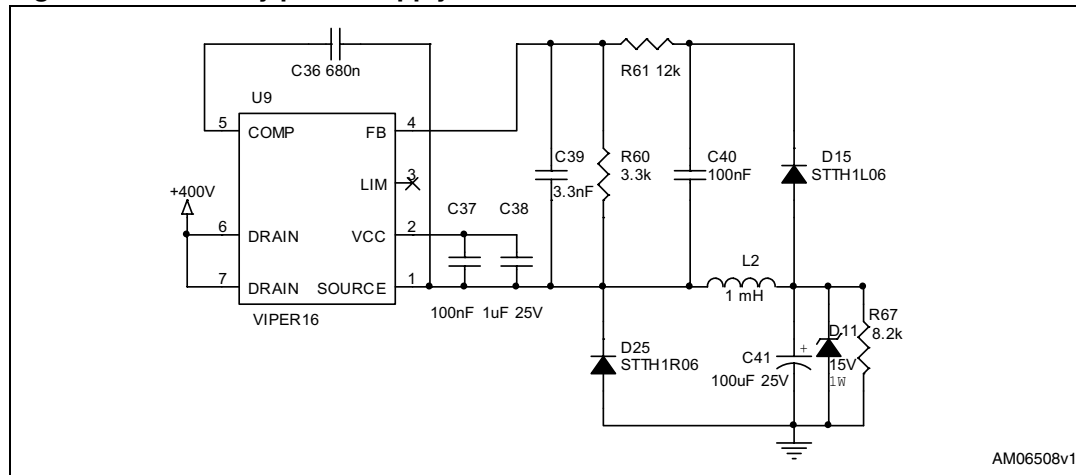 C36 680n
U9
5
COMP
FB
4
LIM
3
+400V
6
DRAIN
VCC
2
7
DRAIN
SOURCE
1
VIPER16
C37
C38
100nF 1uF 25V
C39
3.3nF
R60
3.3k
R61 12k
C40
100nF
D15
STTH1L06
L2
1 mH
D25
STTH1R06
C41
100uF 25V
+
D11
15V
1W
R67
8.2k
AM06508v1